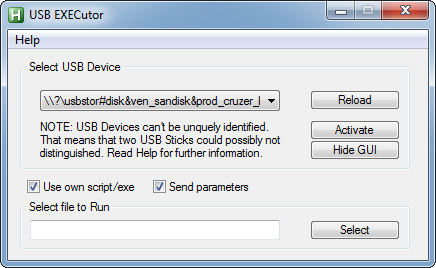 USB EXECutor
Help
Select USB Device
\\?\usbstor#disk&ven_sandisk&prod_cruzer_l
Reload
NOTE: USB Devices can't be unquely identified.
That means that two USB Sticks could possibly not
distinguished. Read Help for further information.
Activate
Hide GUI
Use own script/exe
Send parameters
Select file to Run
Select